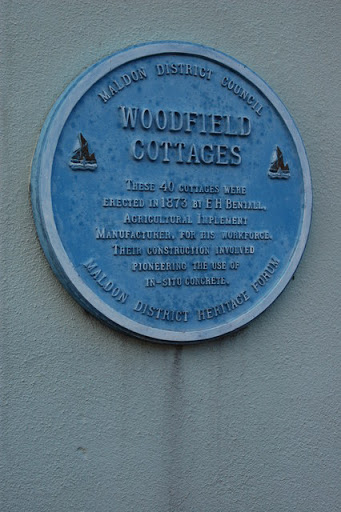 MALDON DISTRICT COUNCIL
WOODFIELD
COTTAGES
THESE 40 COTTAGES WERE
ERECTED IN 1873 BY E H BENTALL,
AGRICULTURAL IMPLEMENT
MANUFACTURER, FOR HIS WORKFORCE.
THEIR CONSTRUCTION INVOLVED
PIONEERING THE USE OF
IN-SITU CONCRETE.
MALDON DISTRICT HERITAGE FORUM